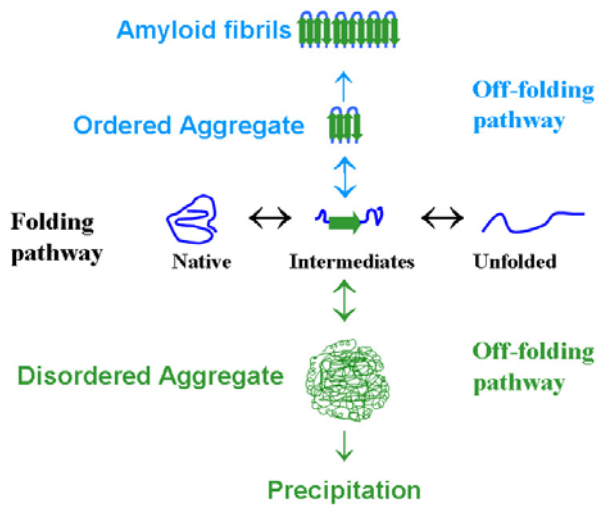 Amyloid fibrils
Off-folding
pathway
Ordered Aggregate
Folding
pathway
Native
Intermediates
Unfolded
Off-folding
pathway
Disordered Aggregate
Precipitation